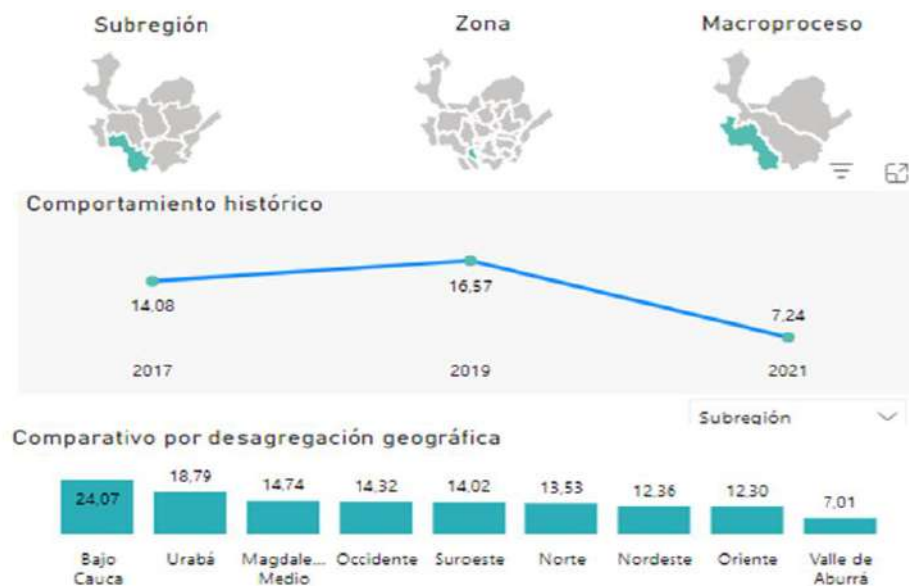 Subregión Zona Macroproceso
Comportamiento histórico
14,08 16,57 7,24
2017 2019 2021
Subregión
Comparativo por desagregación geográfica
24,07 18,79 14,74 14,32 14,02 13,53 12,36 12,30 7,01
Bajo Urabá Magdale... Occidente Suroeste Norte Nordeste Oriente Valle de
Cauca Medio Aburrá